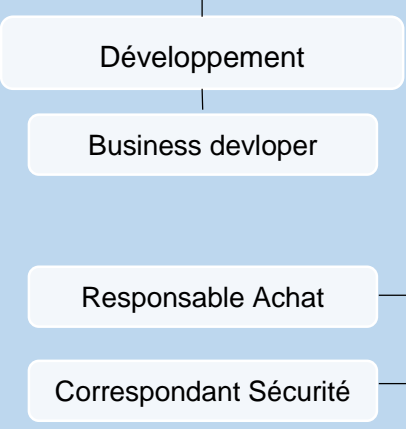 Développement
Business devloper
Responsable Achat
Correspondant Sécurité